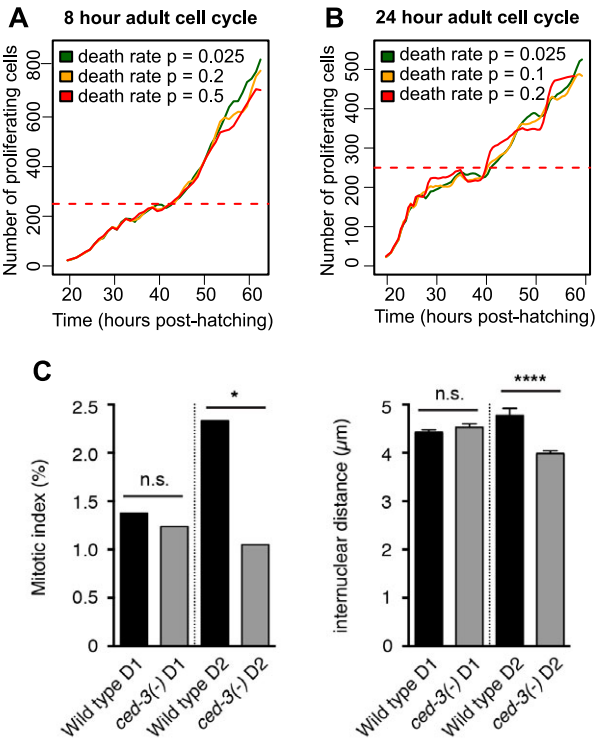 A
8 hour adult cell cycle
death rate p = 0.025
death rate p = 0.2
death rate p = 0.5
Number of proliferating cells
800
600
400
200
0
20 30 40 50 60
Time (hours post-hatching)
B
24 hour adult cell cycle
death rate p = 0.025
death rate p = 0.1
death rate p = 0.2
Number of proliferating cells
500
400
300
200
100
0
20 30 40 50 60
Time (hours post-hatching)
C
Mitotic index (%)
2.5
2.0
1.5
1.0
0.5
0
n.s.
*
Wild type D1
ced-3(-) D1
Wild type D2
ced-3(-) D2
internuclear distance (µm)
5
4
3
2
1
0
n.s.
****
Wild type D1
ced-3(-) D1
Wild type D2
ced-3(-) D2